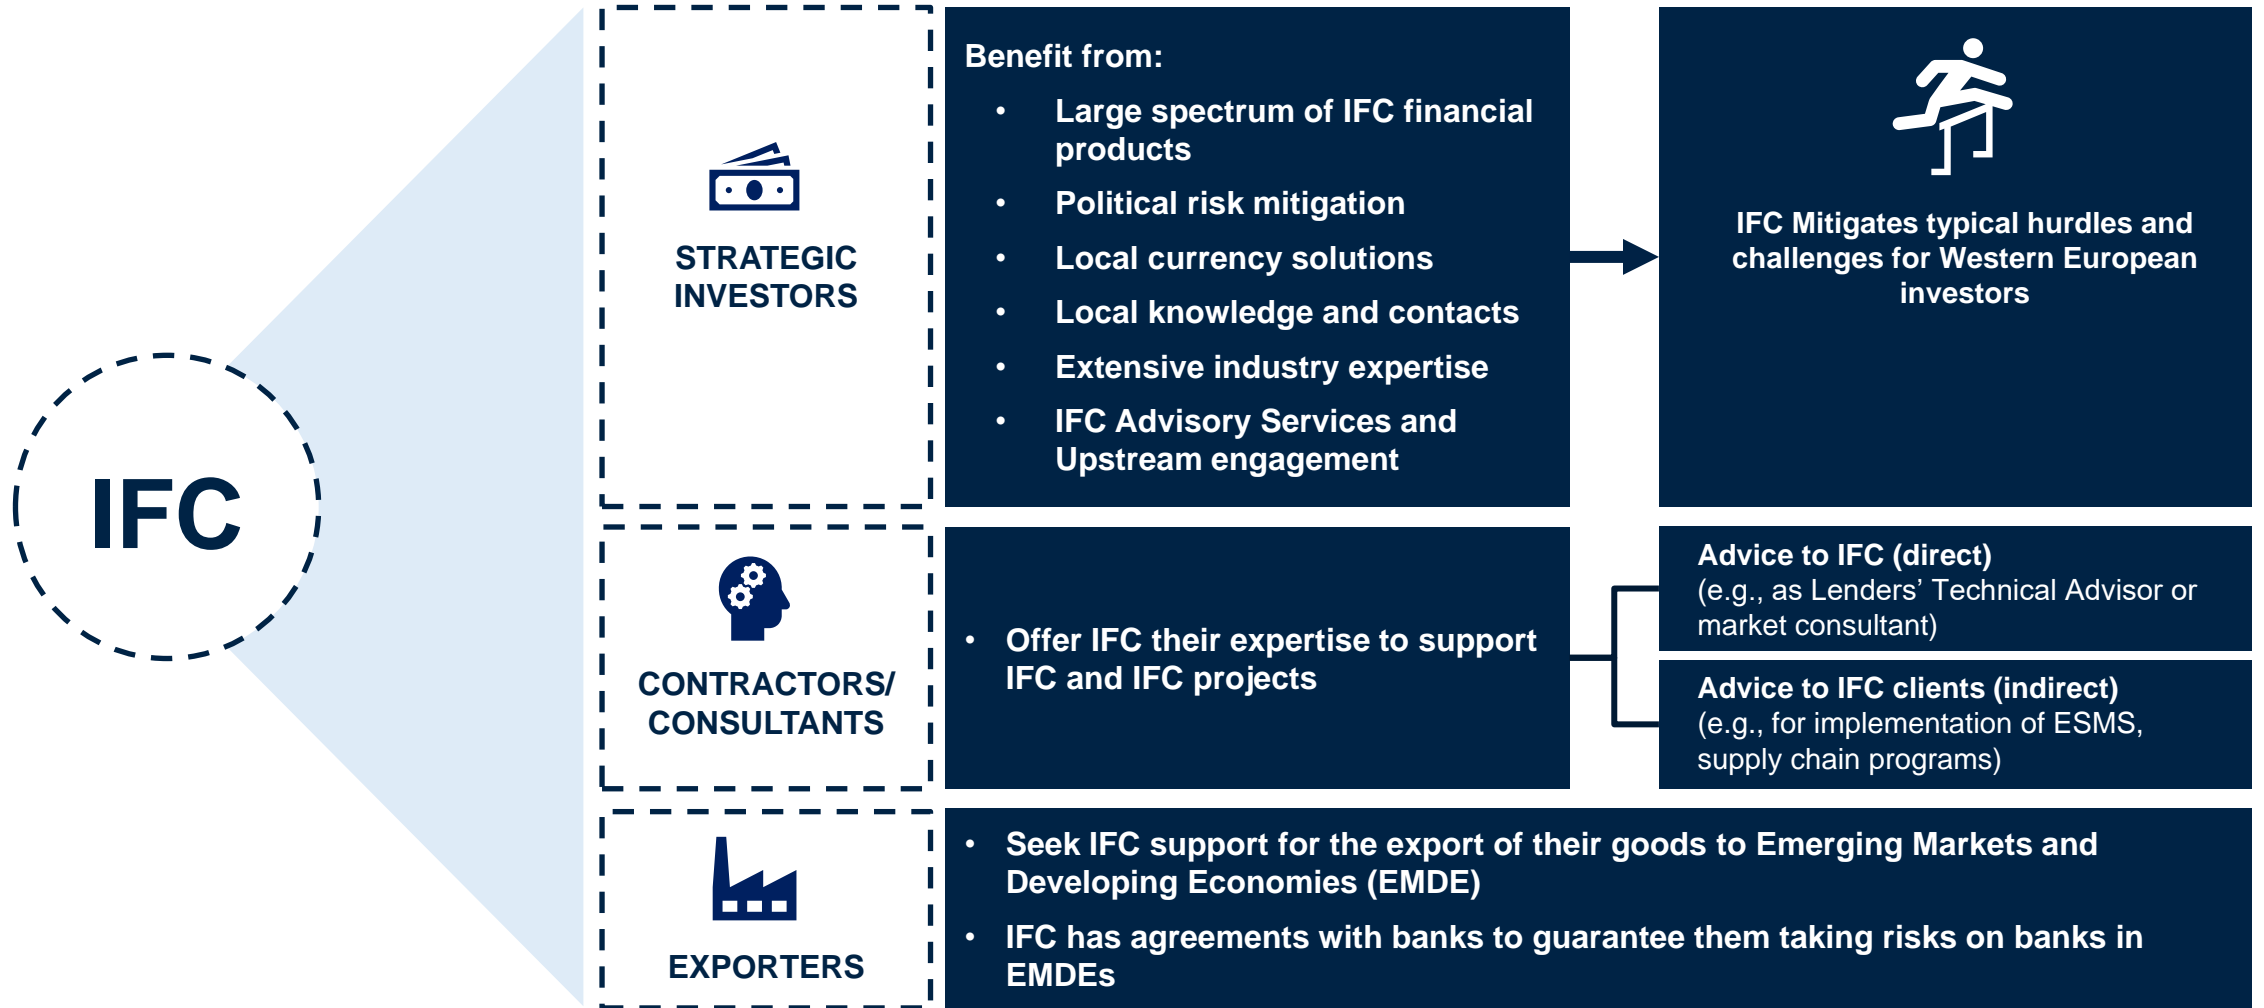 IFC
STRATEGIC
INVESTORS
Benefit from:
• Large spectrum of IFC financial
products
• Political risk mitigation
• Local currency solutions
• Local knowledge and contacts
• Extensive industry expertise
• IFC Advisory Services and
Upstream engagement
IFC Mitigates typical hurdles and
challenges for Western European
investors
CONTRACTORS/
CONSULTANTS
• Offer IFC their expertise to support
IFC and IFC projects
Advice to IFC (direct)
(e.g., as Lenders’ Technical Advisor or
market consultant)
Advice to IFC clients (indirect)
(e.g., for implementation of ESMS,
supply chain programs)
EXPORTERS
• Seek IFC support for the export of their goods to Emerging Markets and
Developing Economies (EMDE)
• IFC has agreements with banks to guarantee them taking risks on banks in
EMDEs